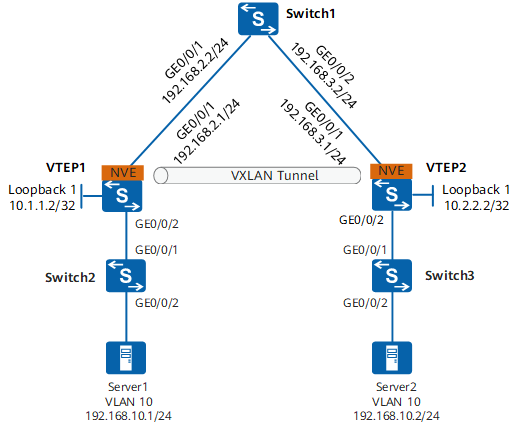 Switch1
GE0/0/1
192.168.2.2/24
GE0/0/2
192.168.3.2/24
GE0/0/1
192.168.2.1/24
GE0/0/1
192.168.3.1/24
VTEP1
NVE
VXLAN Tunnel
NVE
VTEP2
Loopback 1
10.1.1.2/32
Loopback 1
10.2.2.2/32
GE0/0/2
GE0/0/2
GE0/0/1
GE0/0/1
Switch2
Switch3
GE0/0/2
GE0/0/2
Server1
VLAN 10
192.168.10.1/24
Server2
VLAN 10
192.168.10.2/24